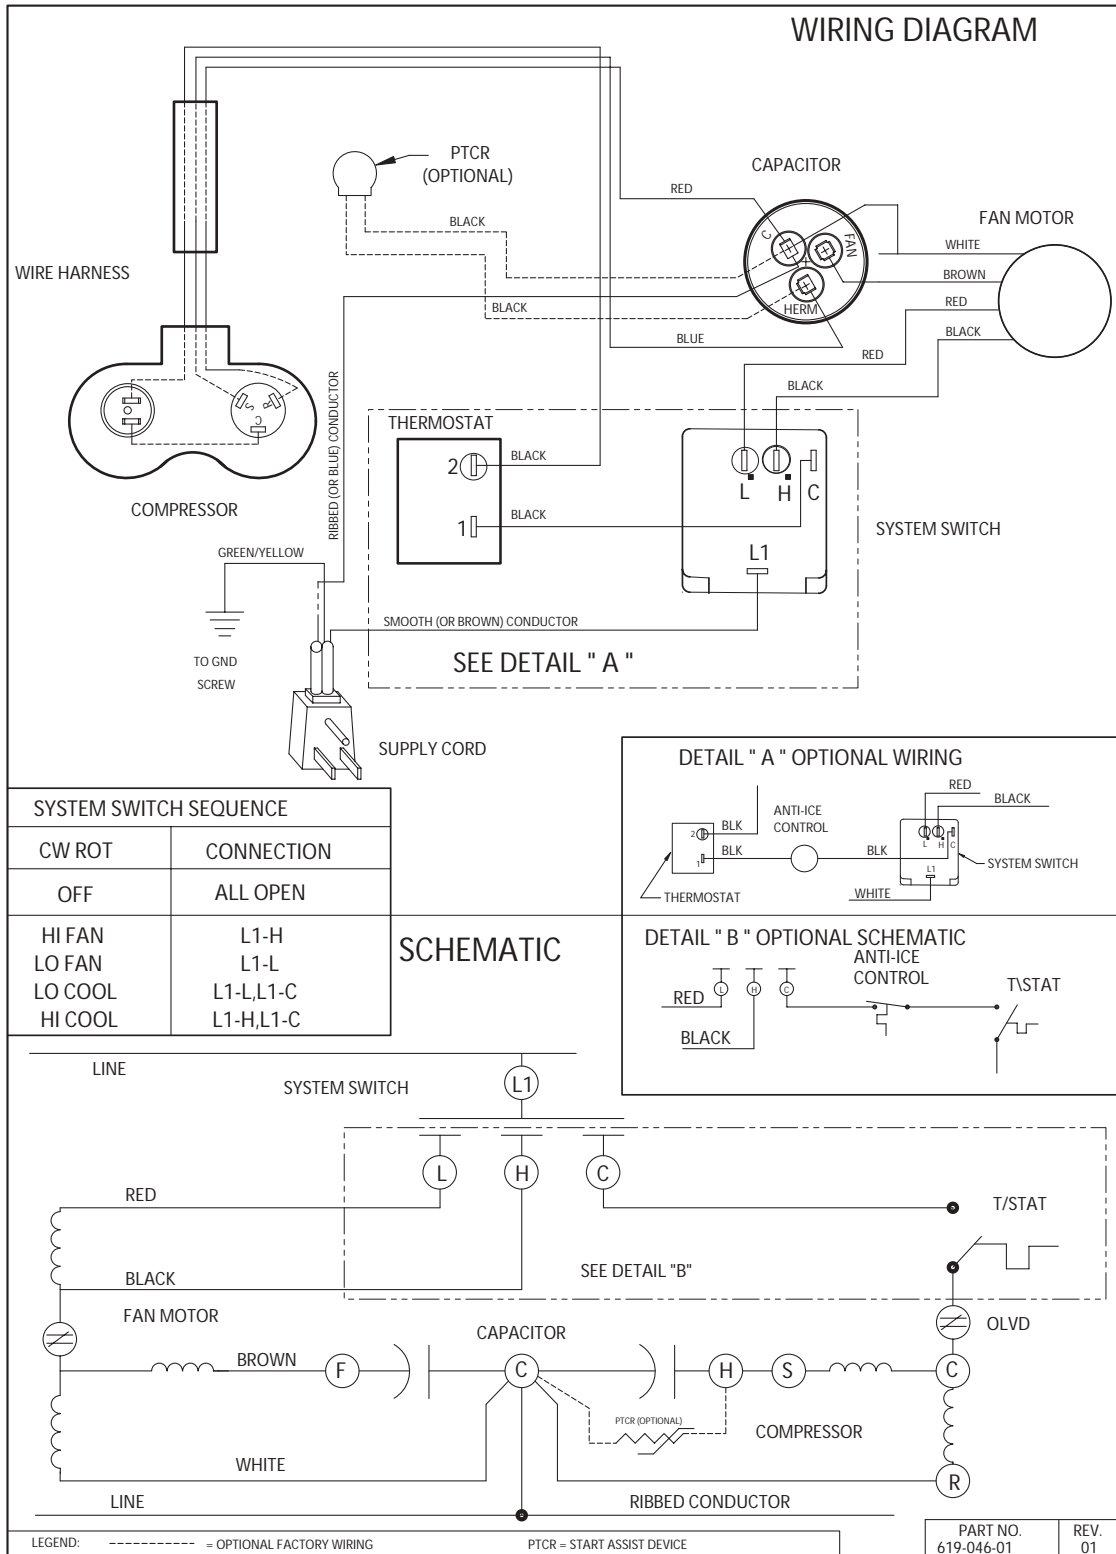 WIRING DIAGRAM
PTCR
(OPTIONAL)
CAPACITOR
RED
FAN MOTOR
BLACK
C
FAN
WHITE
WIRE HARNESS
BROWN
RED
BLACK
HERM
BLACK
BLUE
RED
BLACK
RIBBED (OR BLUE) CONDUCTOR
S
R
C
THERMOSTAT
2
BLACK
L
H
C
COMPRESSOR
1
BLACK
SYSTEM SWITCH
GREEN/YELLOW
L1
SMOOTH (OR BROWN) CONDUCTOR
TO GND
SCREW
SEE DETAIL " A "
SUPPLY CORD
DETAIL " A " OPTIONAL WIRING
RED
BLACK
ANTI-ICE
CONTROL
2
BLK
L
H
C
1
BLK
BLK
SYSTEM SWITCH
L1
THERMOSTAT
WHITE
SYSTEM SWITCH SEQUENCE
CW ROT
CONNECTION
OFF
ALL OPEN
HI FAN
L1-H
LO FAN
L1-L
LO COOL
L1-L,L1-C
HI COOL
L1-H,L1-C
SCHEMATIC
DETAIL " B " OPTIONAL SCHEMATIC
ANTI-ICE
CONTROL
L
H
C
T\STAT
RED
BLACK
LINE
SYSTEM SWITCH
L1
L
H
C
RED
T/STAT
BLACK
SEE DETAIL "B"
FAN MOTOR
CAPACITOR
OLVD
BROWN
F
C
H
S
C
PTCR (OPTIONAL)
COMPRESSOR
WHITE
R
LINE
RIBBED CONDUCTOR
LEGEND: ------------ = OPTIONAL FACTORY WIRING
PTCR = START ASSIST DEVICE
PART NO.
619-046-01
REV.
01